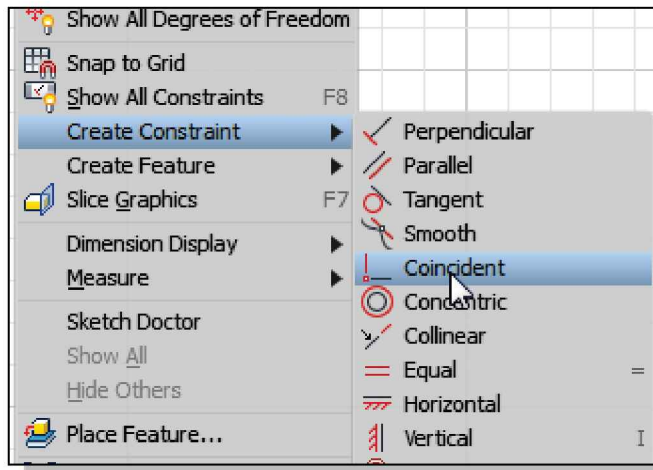 Show All Degrees of Freedom
Snap to Grid
Show All Constraints F8
Create Constraint
Create Feature
Slice Graphics F7
Dimension Display
Measure
Sketch Doctor
Show All
Hide Others
Place Feature...
Perpendicular
Parallel
Tangent
Smooth
Coincident
Concentric
Collinear
Equal =
Horizontal
Vertical I